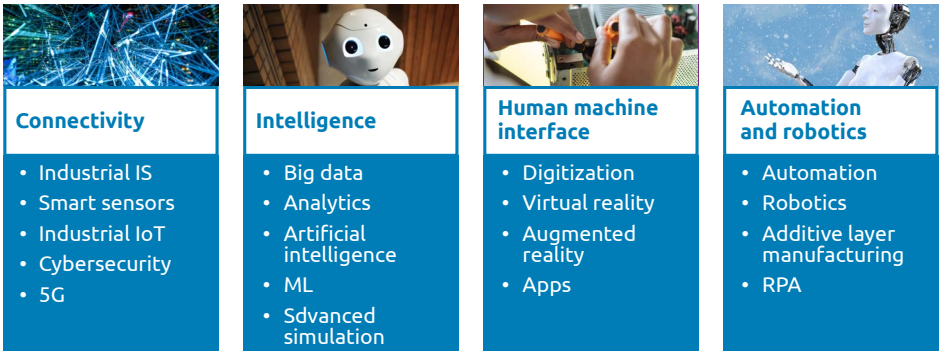 Connectivity
• Industrial IS
• Smart sensors
• Industrial IoT
• Cybersecurity
• 5G
Intelligence
• Big data
• Analytics
• Artificial
intelligence
• ML
• Sdvanced
simulation
Human machine
interface
• Digitization
• Virtual reality
• Augmented
reality
• Apps
Automation
and robotics
• Automation
• Robotics
• Additive layer
manufacturing
• RPA